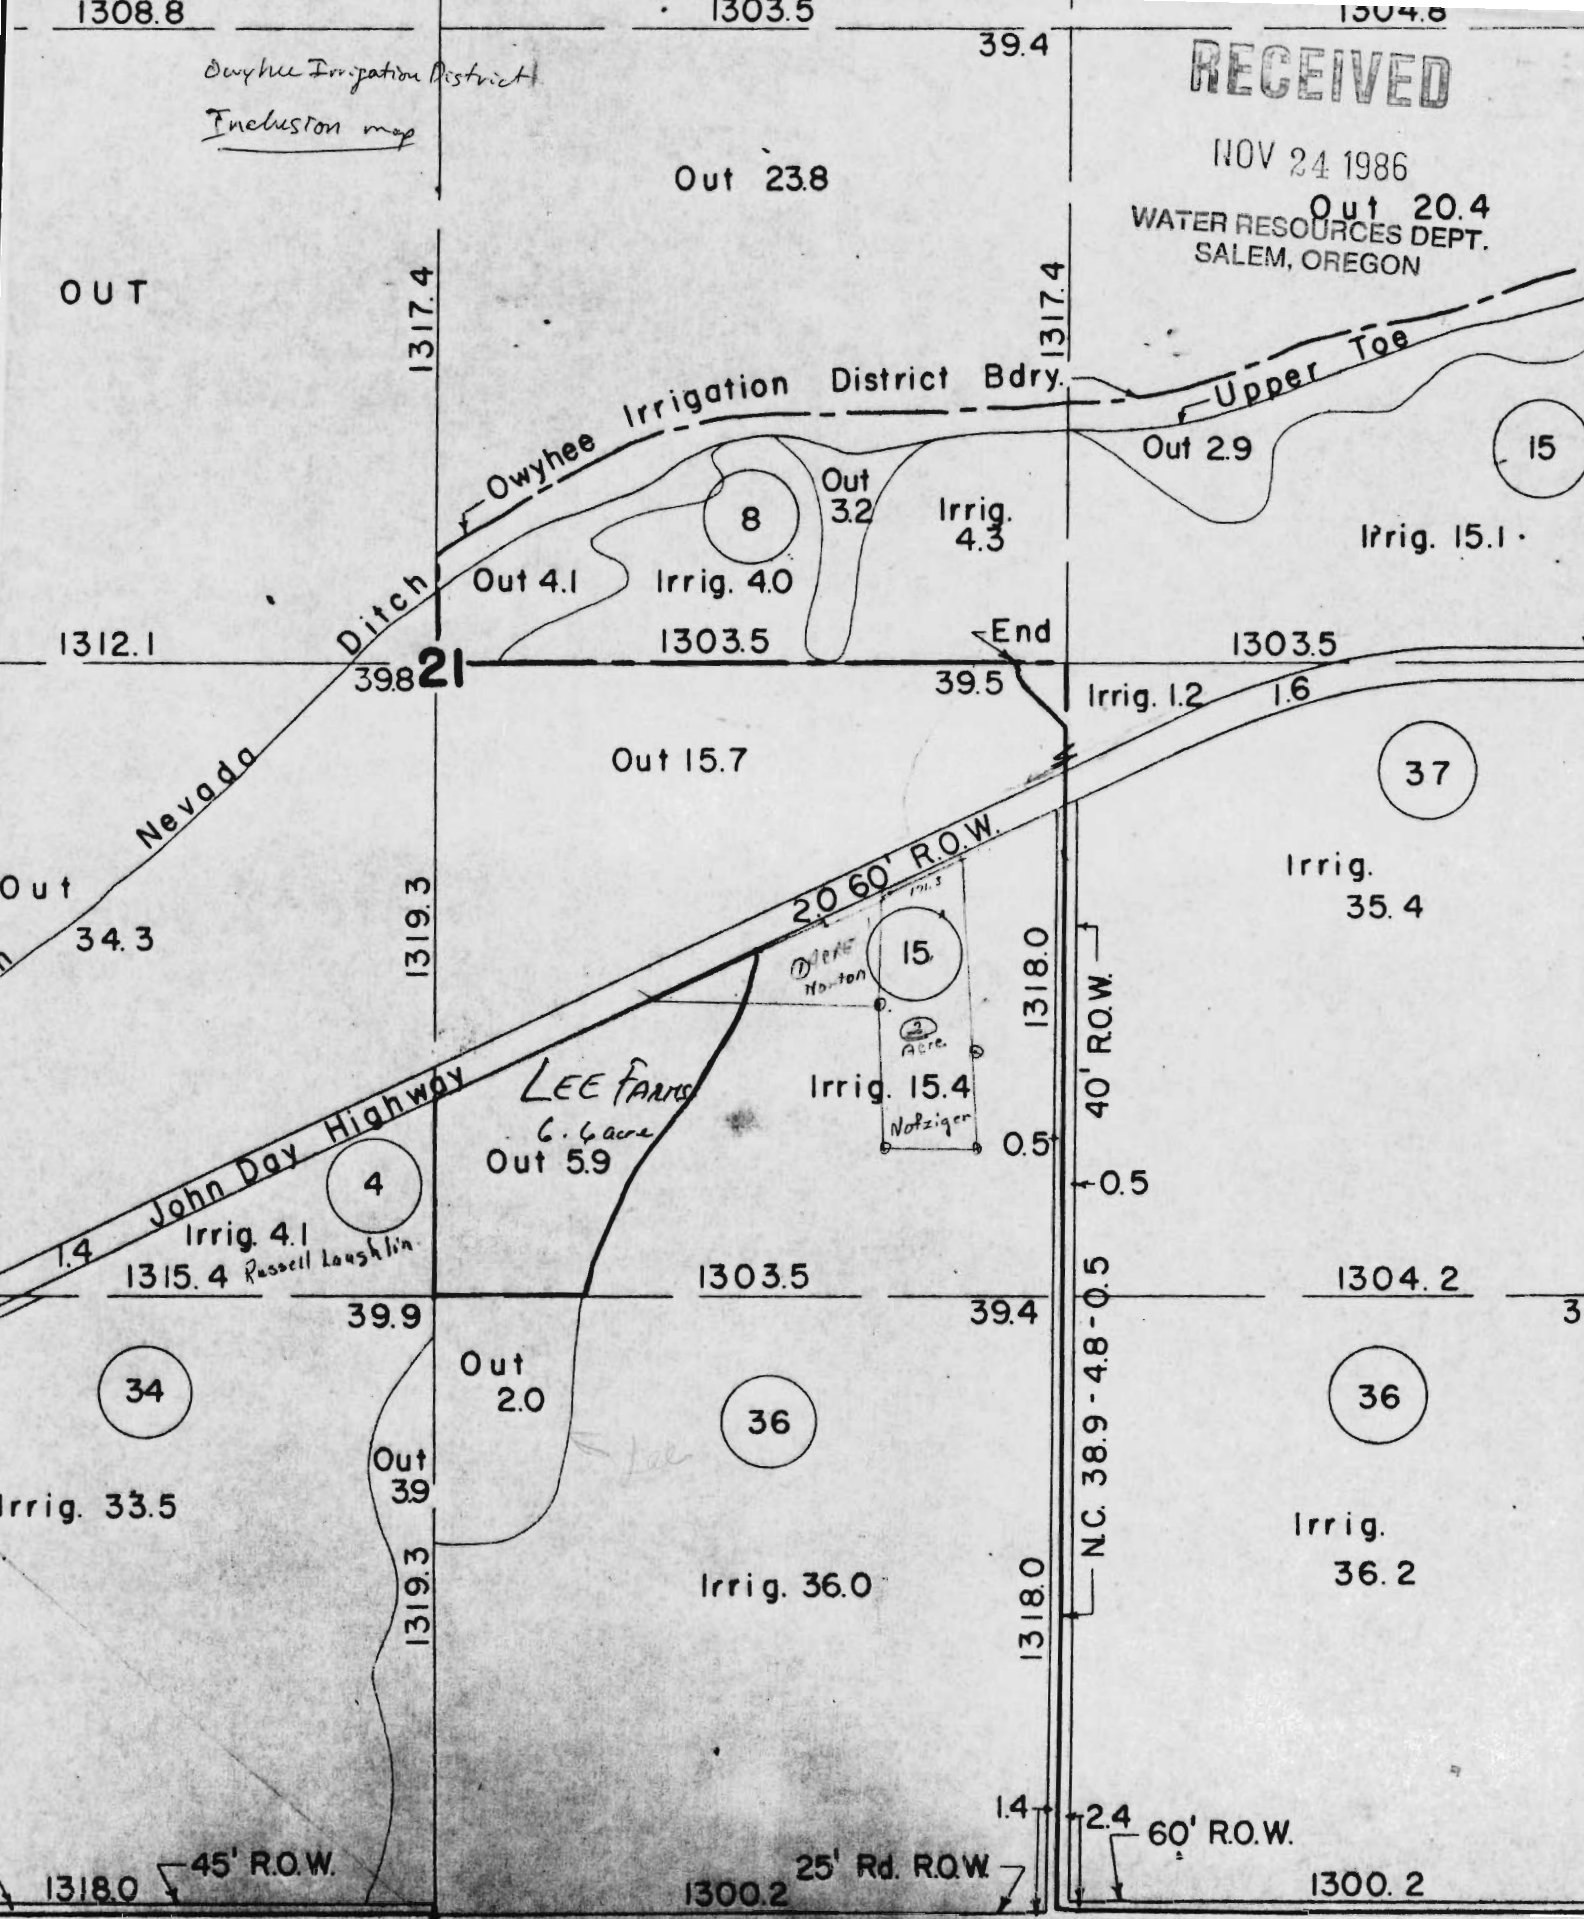 1308.8
1303.5
1304.8
39.4
Owyhee Irrigation District
Inclusion map
RECEIVED
NOV 24 1986
WATER RESOURCES DEPT.
SALEM, OREGON
Out 23.8
Out 20.4
OUT
1317.4
1317.4
Owyhee Irrigation District Bdry.
Upper Toe
Out 2.9
15
8
Out
3.2
Irrig.
4.3
Irrig. 15.1
Out 4.1
Irrig. 4.0
Nevada Ditch
1312.1
1303.5
End
1303.5
39.8
21
39.5
Irrig. 1.2
1.6
Out 15.7
37
Out
34.3
1319.3
2.0 60' R.O.W.
171.3
Irrig.
35.4
1 Acre
Norton
15
1318.0
40' R.O.W.
2
Acre
LEE FARMS
6.6 acre
Out 5.9
Irrig. 15.4
Nofziger
0.5
0.5
John Day Highway
4
1.4
Irrig. 4.1
1315.4
Russell Laughlin
1303.5
1304.2
39.9
39.4
3
N.C. 38.9 - 4.8 - 0.5
34
Out
2.0
36
36
Lee
Out
3.9
Irrig. 33.5
Irrig.
36.2
1319.3
Irrig. 36.0
1318.0
1.4
2.4
60' R.O.W.
45' R.O.W.
25' Rd. R.O.W.
1318.0
1300.2
1300.2